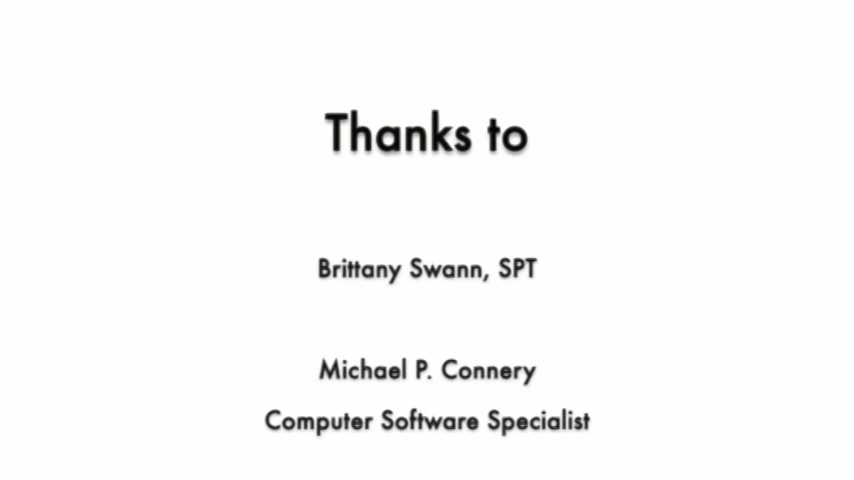 Thanks to
Brittany Swann, SPT
Michael P. Connery
Computer Software Specialist